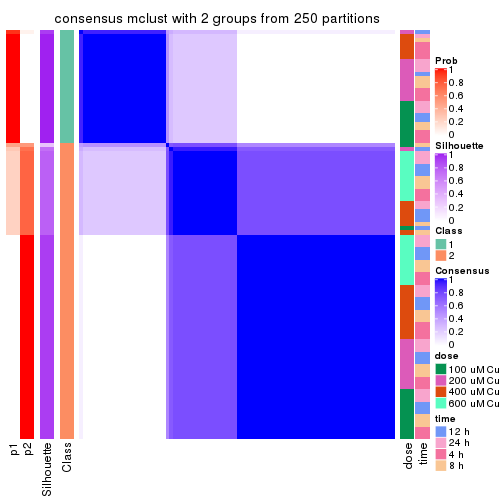 consensus mclust with 2 groups from 250 partitions
Prob
1
0.8
0.6
0.4
0.2
0
Silhouette
1
0.8
0.6
0.4
0.2
0
Class
1
2
Consensus
1
0.8
0.6
0.4
0.2
0
dose
100 uM Cu
200 uM Cu
400 uM Cu
600 uM Cu
time
12 h
24 h
4 h
8 h
p1
p2
Silhouette
Class
dose
time